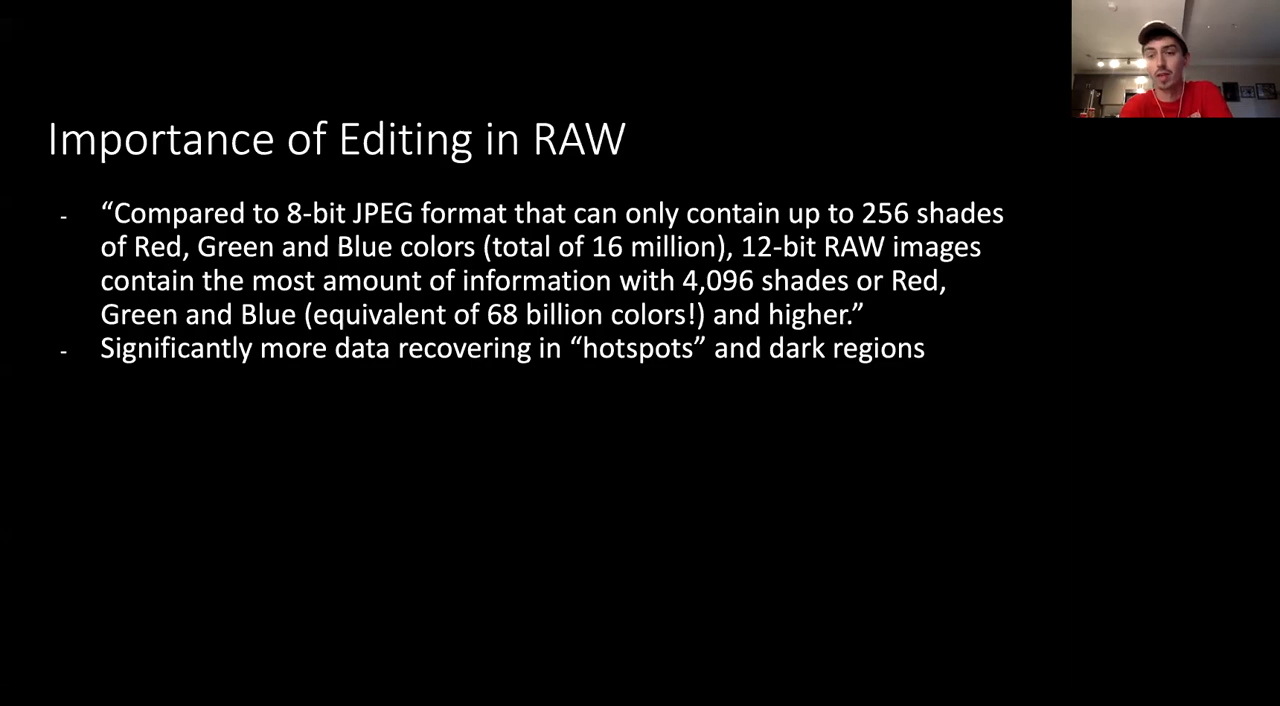 Importance of Editing in RAW
- “Compared to 8-bit JPEG format that can only contain up to 256 shades
of Red, Green and Blue colors (total of 16 million), 12-bit RAW images
contain the most amount of information with 4,096 shades or Red,
Green and Blue (equivalent of 68 billion colors!) and higher.”
- Significantly more data recovering in “hotspots” and dark regions